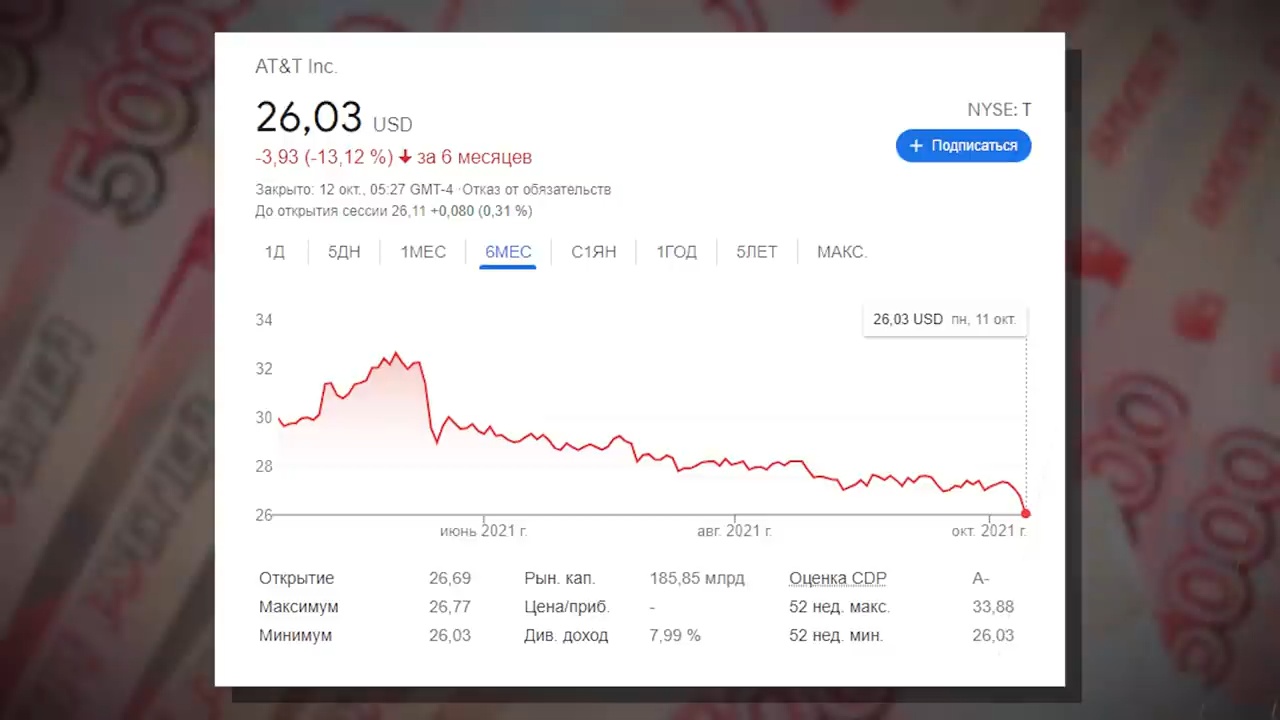 AT&T Inc.
26,03 USD
NYSE: T
-3,93 (-13,12 %) за 6 месяцев
+ Подписаться
Закрыто: 12 окт., 05:27 GMT-4 ·Отказ от обязательств
До открытия сессии 26,11 +0,080 (0,31 %)
1Д 5ДН 1МЕС 6МЕС С1ЯН 1ГОД 5ЛЕТ МАКС.
26,03 USD пн, 11 окт.
34
32
30
28
26
июнь 2021 г. авг. 2021 г. окт. 2021 г.
Открытие 26,69 Рын. кап. 185,85 млрд Оценка CDP A-
Максимум 26,77 Цена/приб. - 52 нед. макс. 33,88
Минимум 26,03 Див. доход 7,99 % 52 нед. мин. 26,03